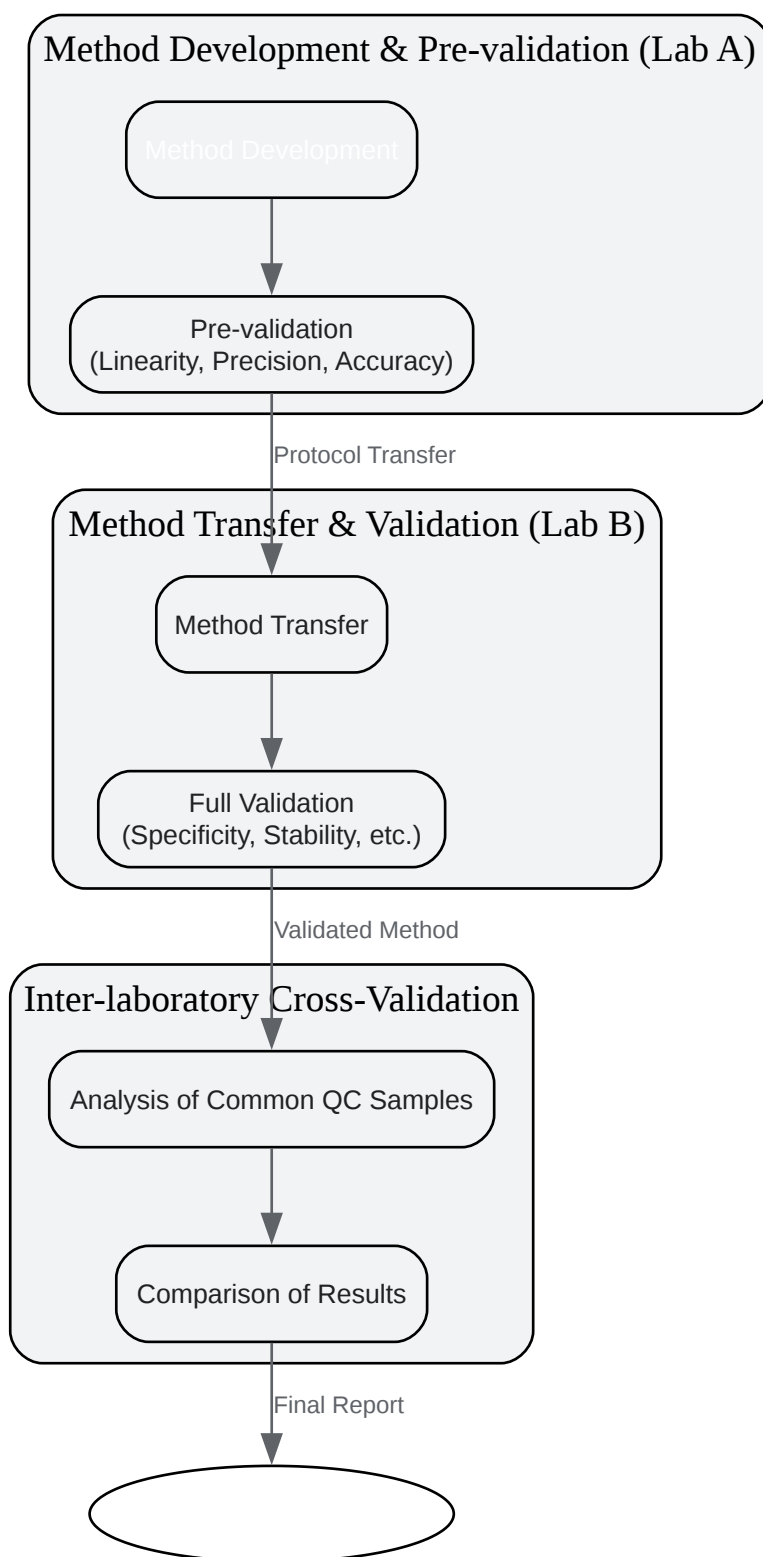 Method Development & Pre-validation (Lab A)
Method Development
Pre-validation
(Linearity, Precision, Accuracy)
Protocol Transfer
Method Transfer & Validation (Lab B)
Method Transfer
Full Validation
(Specificity, Stability, etc.)
Validated Method
Inter-laboratory Cross-Validation
Analysis of Common QC Samples
Comparison of Results
Final Report